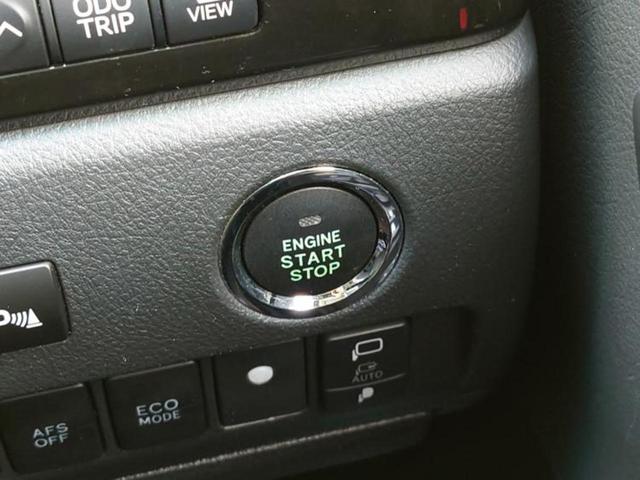 ODO
TRIP
VIEW
ENGINE
START
STOP
P
AFS
OFF
ECO
MODE
AUTO